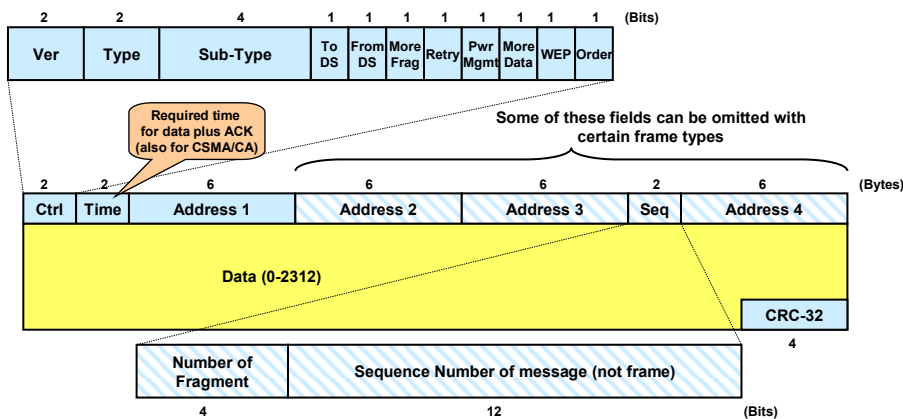 2 2 4 1 1 1 1 1 1 1 1 (Bits)
Ver Type Sub-Type To DS From DS More Frag Retry Pwr Mgmt More Data WEP Order
Required time
for data plus ACK
(also for CSMA/CA)
Some of these fields can be omitted with
certain frame types
2 2 6 6 6 2 6 (Bytes)
Ctrl Time Address 1 Address 2 Address 3 Seq Address 4
Data (0-2312)
CRC-32
4
Number of
Fragment
Sequence Number of message (not frame)
4 12 (Bits)